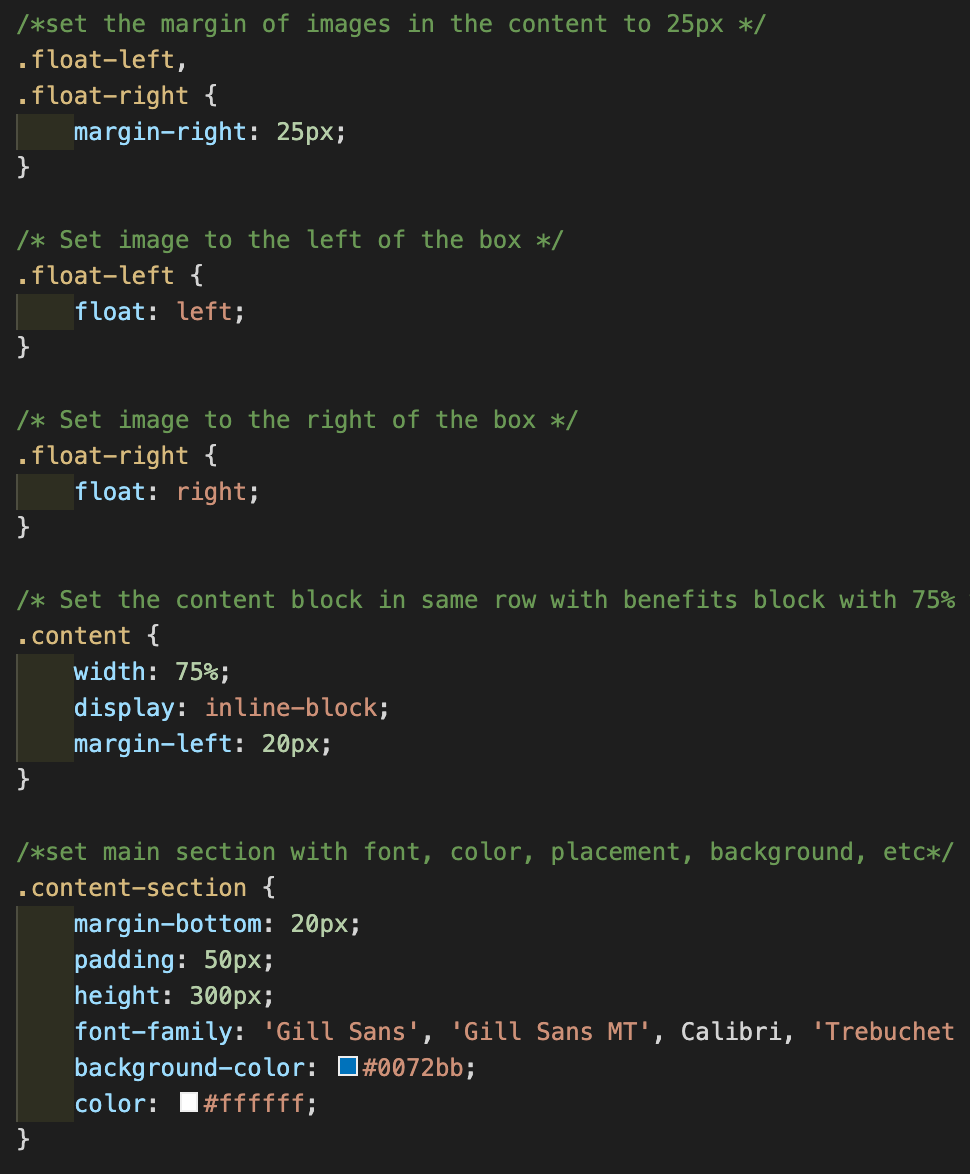 /*set the margin of images in the content to 25px */
.float-left,
.float-right {
    margin-right: 25px;
}

/* Set image to the left of the box */
.float-left {
    float: left;
}

/* Set image to the right of the box */
.float-right {
    float: right;
}

/* Set the content block in same row with benefits block with 75%
.content {
    width: 75%;
    display: inline-block;
    margin-left: 20px;
}

/*set main section with font, color, placement, background, etc*/
.content-section {
    margin-bottom: 20px;
    padding: 50px;
    height: 300px;
    font-family: 'Gill Sans', 'Gill Sans MT', Calibri, 'Trebuchet
    background-color: #0072bb;
    color: #ffffff;
}